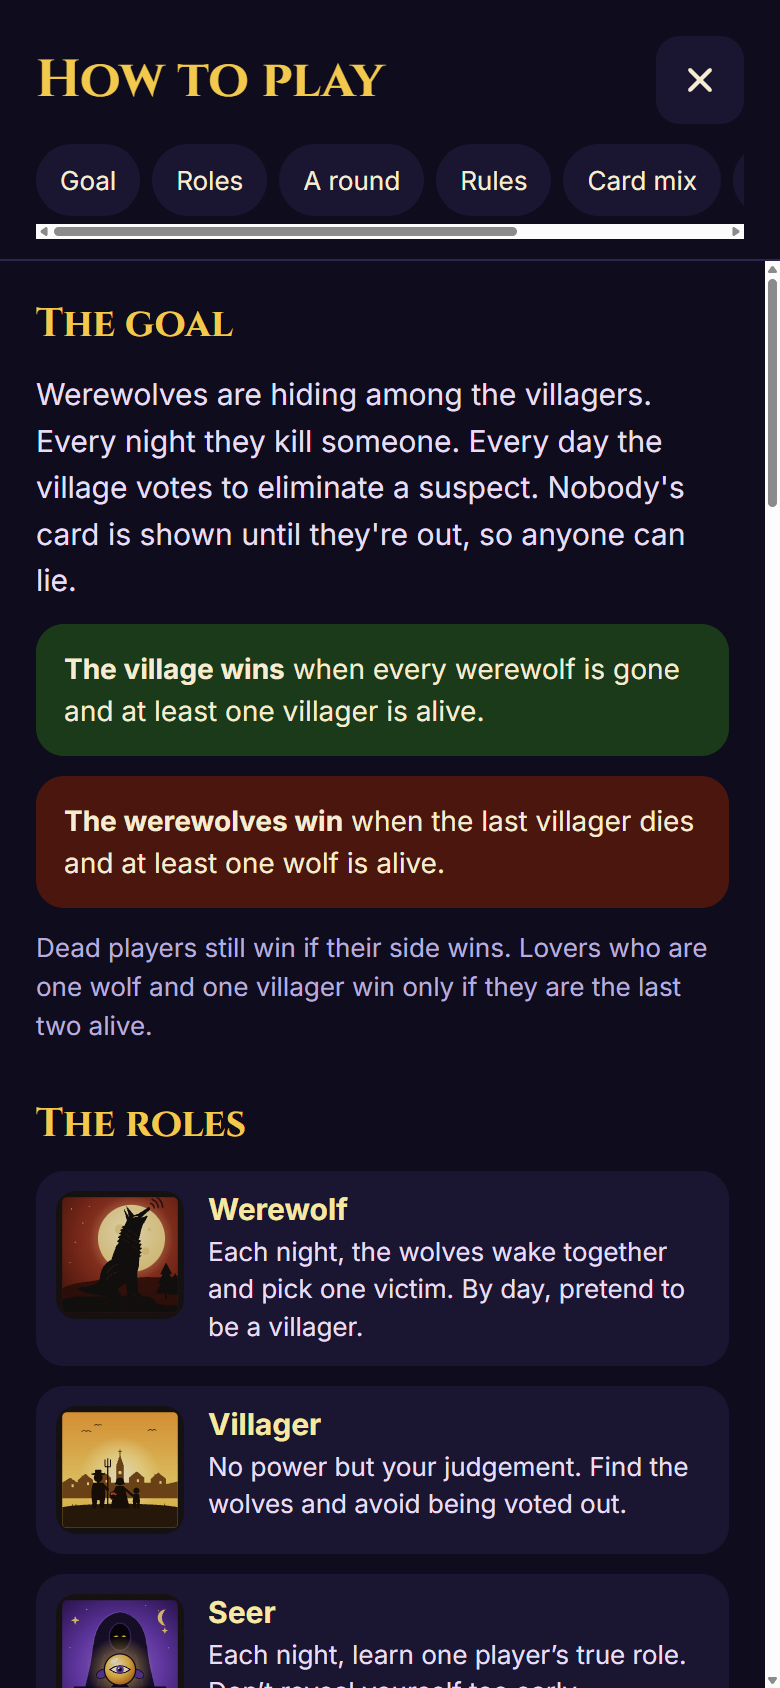 How to play
Goal
Roles
A round
Rules
Card mix
The goal
Werewolves are hiding among the villagers.
Every night they kill someone. Every day the
village votes to eliminate a suspect. Nobody's
card is shown until they're out, so anyone can
lie.
The village wins when every werewolf is gone
and at least one villager is alive.
The werewolves win when the last villager dies
and at least one wolf is alive.
Dead players still win if their side wins. Lovers who are
one wolf and one villager win only if they are the last
two alive.
The roles
Werewolf
Each night, the wolves wake together
and pick one victim. By day, pretend to
be a villager.
Villager
No power but your judgement. Find the
wolves and avoid being voted out.
Seer
Each night, learn one player’s true role.
Don’t reveal yourself too early.